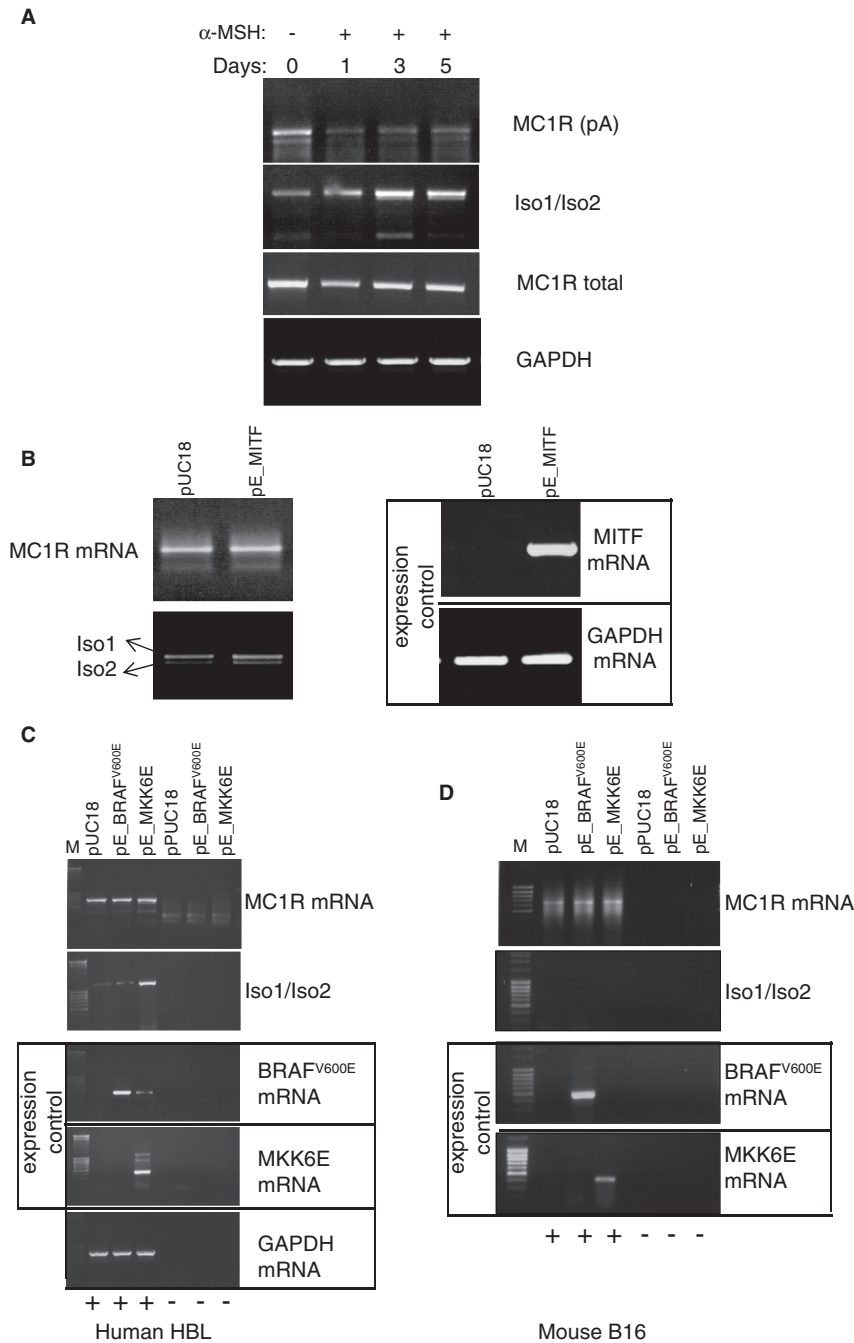 A
α-MSH: - + + +
Days: 0 1 3 5
MC1R (pA)
Iso1/Iso2
MC1R total
GAPDH
B
pUC18
pE_MITF
MC1R mRNA
Iso1
Iso2
pUC18
pE_MITF
expression
control
MITF
mRNA
GAPDH
mRNA
C
M
pUC18
pE_BRAFV600E
pE_MKK6E
pPUC18
pE_BRAFV600E
pE_MKK6E
MC1R mRNA
Iso1/Iso2
expression
control
BRAFV600E
mRNA
MKK6E
mRNA
GAPDH
mRNA
+ + + - - -
Human HBL
D
M
pUC18
pE_BRAFV600E
pE_MKK6E
pPUC18
pE_BRAFV600E
pE_MKK6E
MC1R mRNA
Iso1/Iso2
expression
control
BRAFV600E
mRNA
MKK6E
mRNA
+ + + - - -
Mouse B16